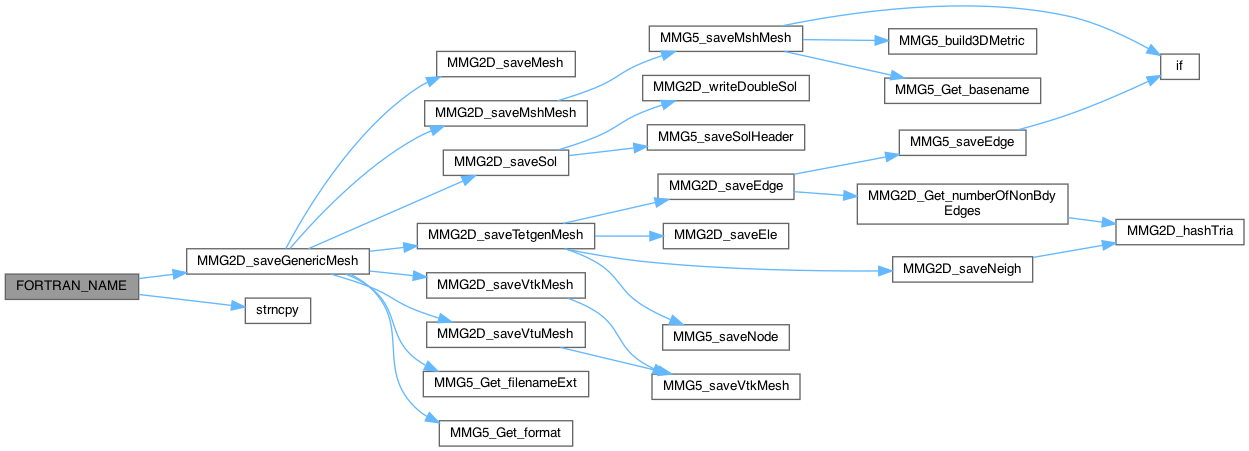 FORTRAN_NAME
MMG2D_saveGenericMesh
strncpy
MMG2D_saveMesh
MMG2D_saveMshMesh
MMG2D_saveSol
MMG2D_saveTetgenMesh
MMG2D_saveVtkMesh
MMG2D_saveVtuMesh
MMG5_Get_filenameExt
MMG5_Get_format
MMG5_saveMshMesh
MMG2D_writeDoubleSol
MMG5_saveSolHeader
MMG2D_saveEdge
MMG2D_saveEle
MMG5_saveNode
MMG5_saveVtkMesh
MMG5_build3DMetric
MMG5_Get_basename
MMG5_saveEdge
MMG2D_Get_numberOfNonBdy
Edges
MMG2D_saveNeigh
if
MMG2D_hashTria